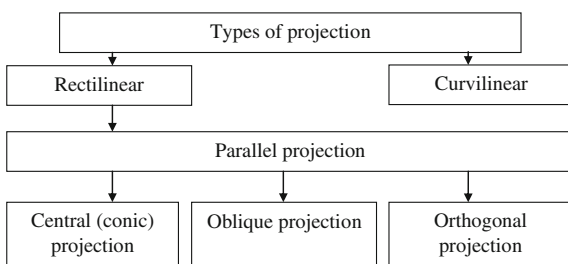 Types of projection
Rectilinear
Curvilinear
Parallel projection
Central (conic)
projection
Oblique projection
Orthogonal
projection